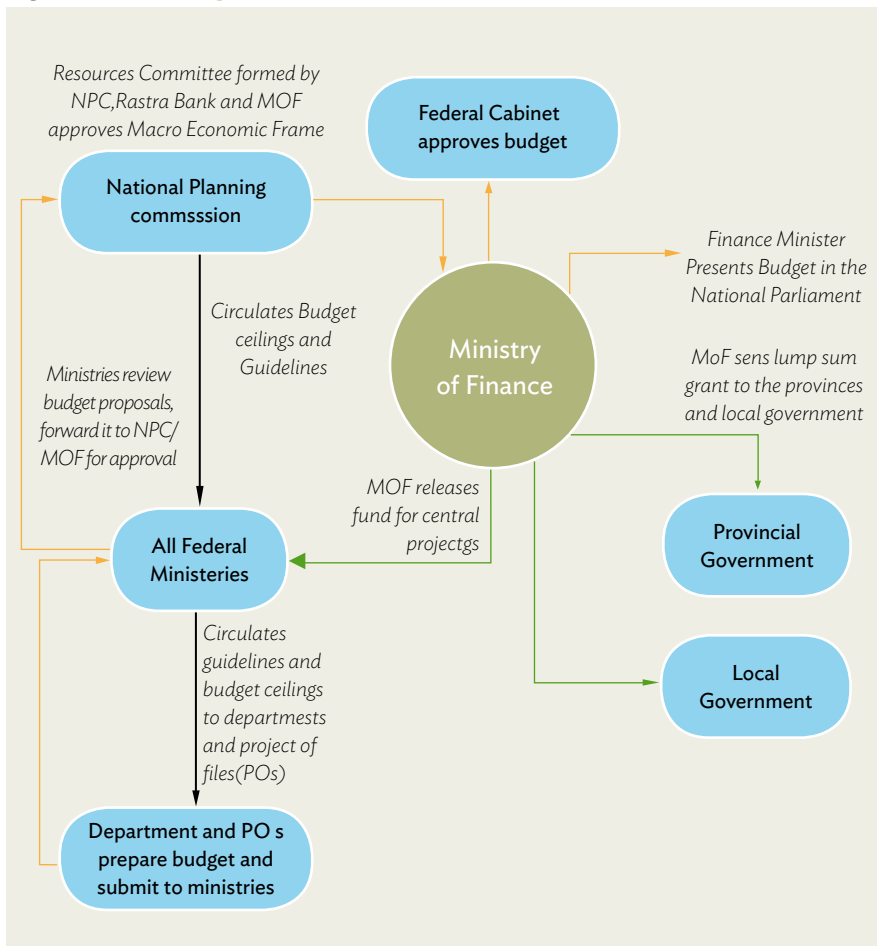 Resources Committee formed by
NPC,Rastra Bank and MOF
approves Macro Economic Frame
Federal Cabinet
approves budget
National Planning
commsssion
Finance Minister
Presents Budget in the
National Parliament
Circulates Budget
ceilings and
Guidelines
Ministry
of Finance
MoF sens lump sum
grant to the provinces
and local government
Ministries review
budget proposals,
forward it to NPC/
MOF for approval
MOF releases
fund for central
projectgs
All Federal
Ministeries
Provincial
Government
Circulates
guidelines and
budget ceilings
to departmests
and project of
files(POs)
Local
Government
Department and PO s
prepare budget and
submit to ministries